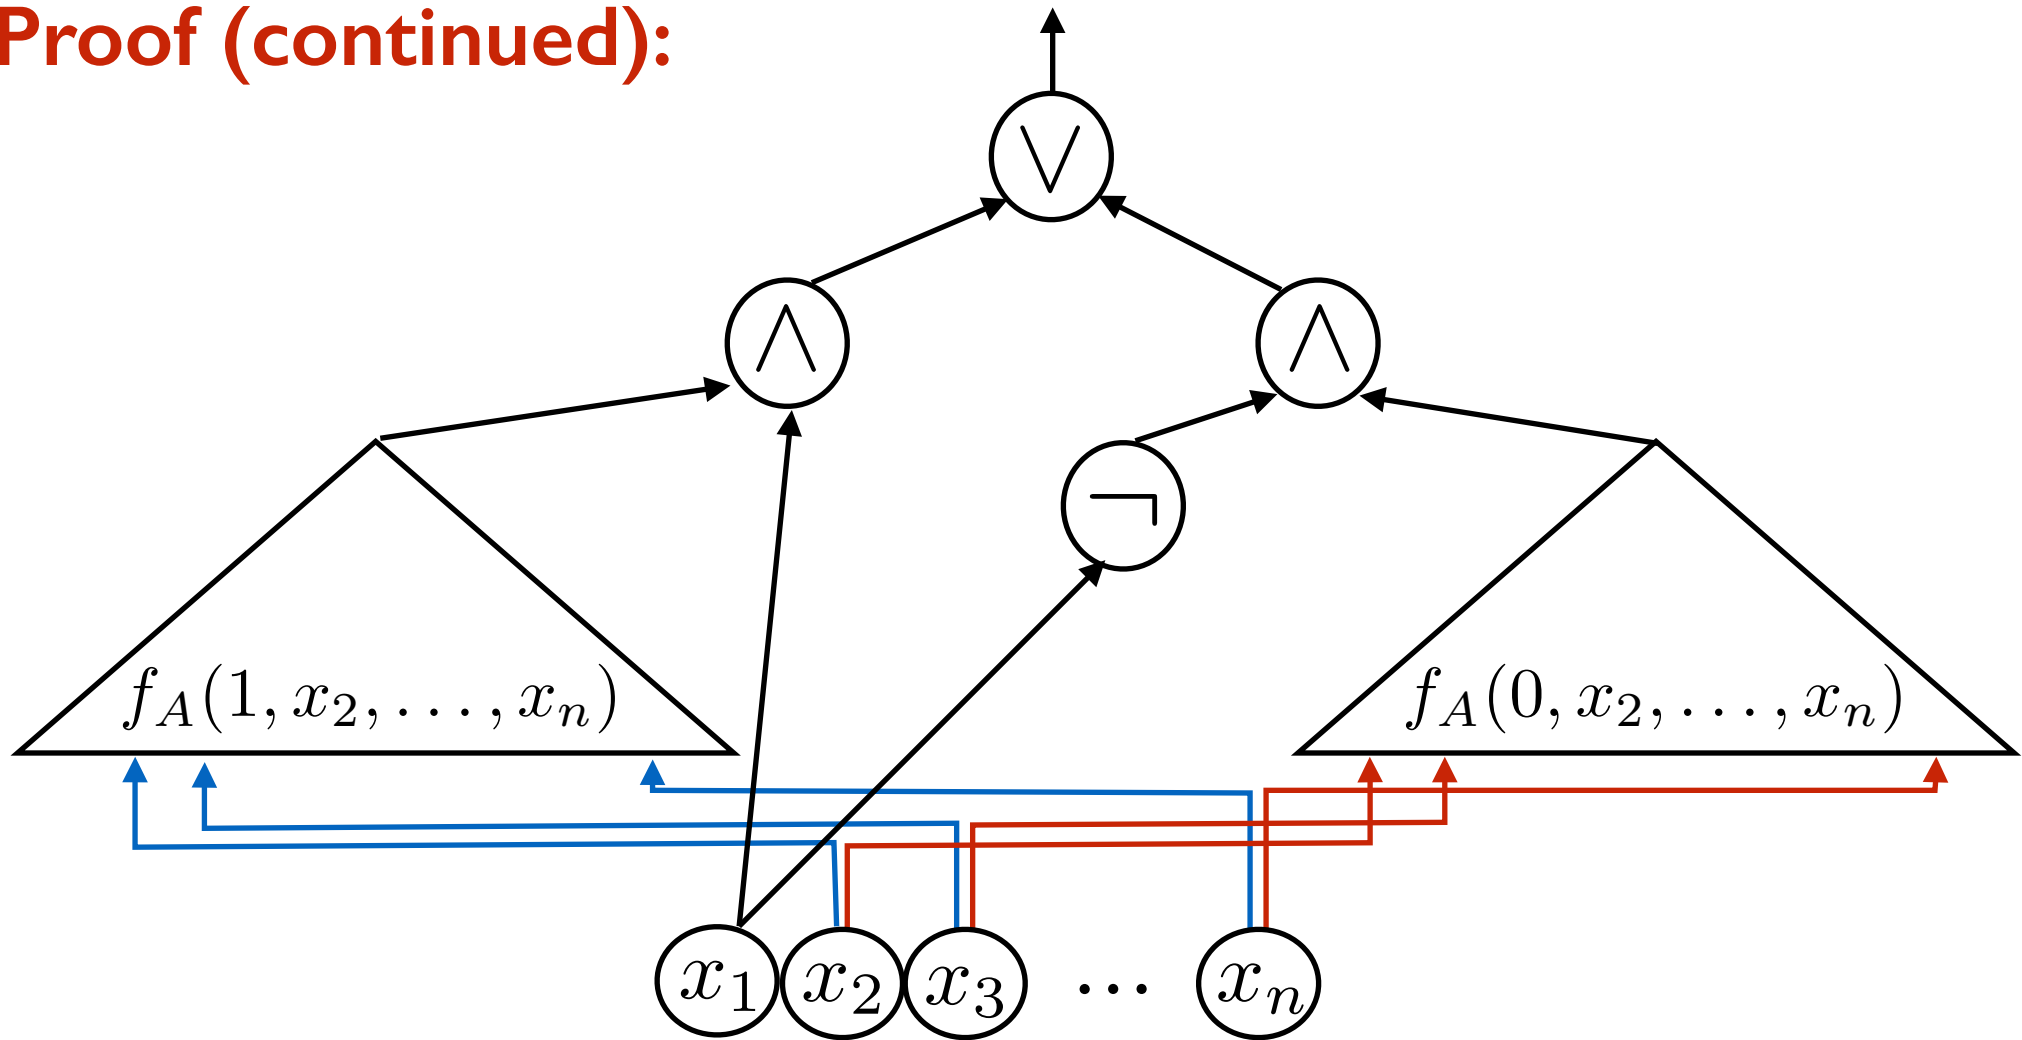 Proof (continued):
∨
∧ ∧
¬
f_A(1, x_2, ..., x_n) f_A(0, x_2, ..., x_n)
x_1 x_2 x_3 ... x_n